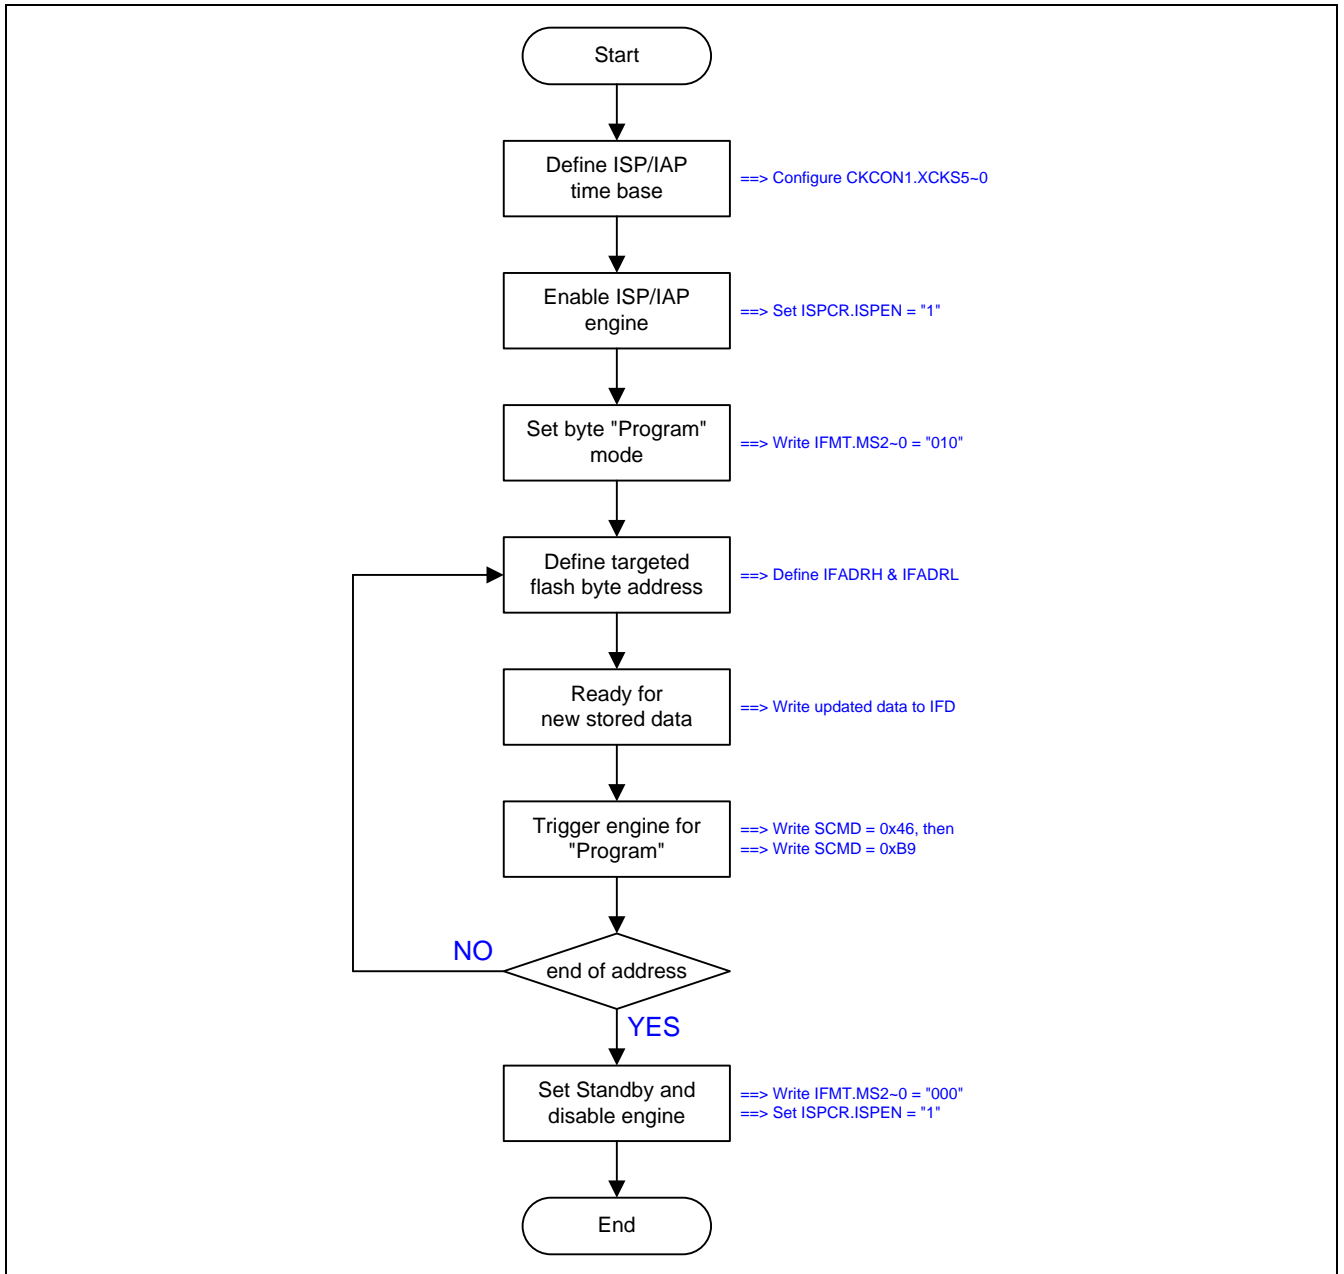 Start
Define ISP/IAP
time base
==> Configure CKCON1.XCKS5~0
Enable ISP/IAP
engine
==> Set ISPCR.ISPEN = "1"
Set byte "Program"
mode
==> Write IFMT.MS2~0 = "010"
Define targeted
flash byte address
==> Define IFADRH & IFADRL
Ready for
new stored data
==> Write updated data to IFD
Trigger engine for
"Program"
==> Write SCMD = 0x46, then
==> Write SCMD = 0xB9
NO
end of address
YES
Set Standby and
disable engine
==> Write IFMT.MS2~0 = "000"
==> Set ISPCR.ISPEN = "1"
End